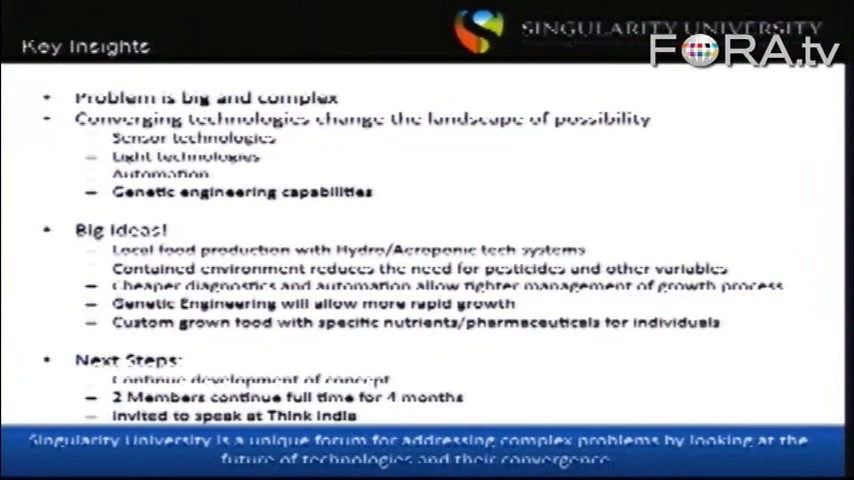 SINGULARITY UNIVERSITY
Key Insights
FORA.tv
• Problem is big and complex
• Converging technologies change the landscape of possibility
– Sensor technologies
– Light technologies
– Automation
– Genetic engineering capabilities
• Big Ideas!
– Local food production with Hydro/Aeroponic tech systems
– Contained environment reduces the need for pesticides and other variables
– Cheaper diagnostics and automation allow tighter management of growth process
– Genetic Engineering will allow more rapid growth
– Custom grown food with specific nutrients/pharmaceuticals for individuals
• Next Steps:
– Continue development of concept
– 2 Members continue full time for 4 months
– Invited to speak at Think India
Singularity University is a unique forum for addressing complex problems by looking at the
future of technologies and their convergence